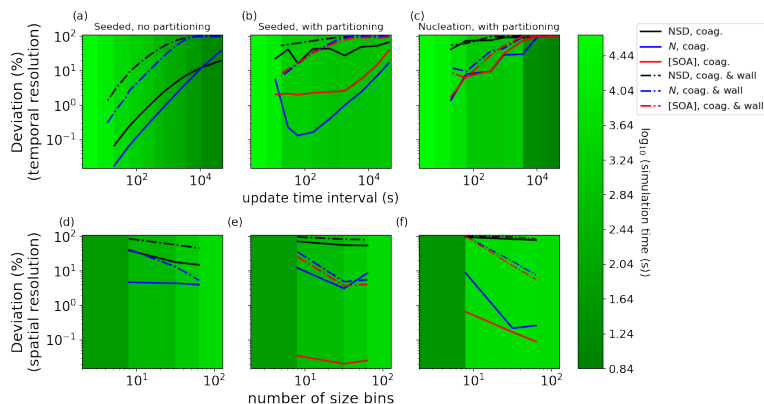 (a)
Seeded, no partitioning
(b)
Seeded, with partitioning
(c)
Nucleation, with partitioning
NSD, coag.
N, coag.
[SOA], coag.
NSD, coag. & wall
N, coag. & wall
[SOA], coag. & wall
Deviation (%)
(temporal resolution)
10² 10¹ 10⁰ 10⁻¹
10² 10⁴
10² 10⁴
10² 10⁴
update time interval (s)
(d)
(e)
(f)
Deviation (%)
(spatial resolution)
10² 10¹ 10⁰ 10⁻¹
10¹ 10²
10¹ 10²
10¹ 10²
number of size bins
4.44
4.04
3.64
3.24
2.84
2.44
2.04
1.64
1.24
0.84
log₁₀(simulation time (s))